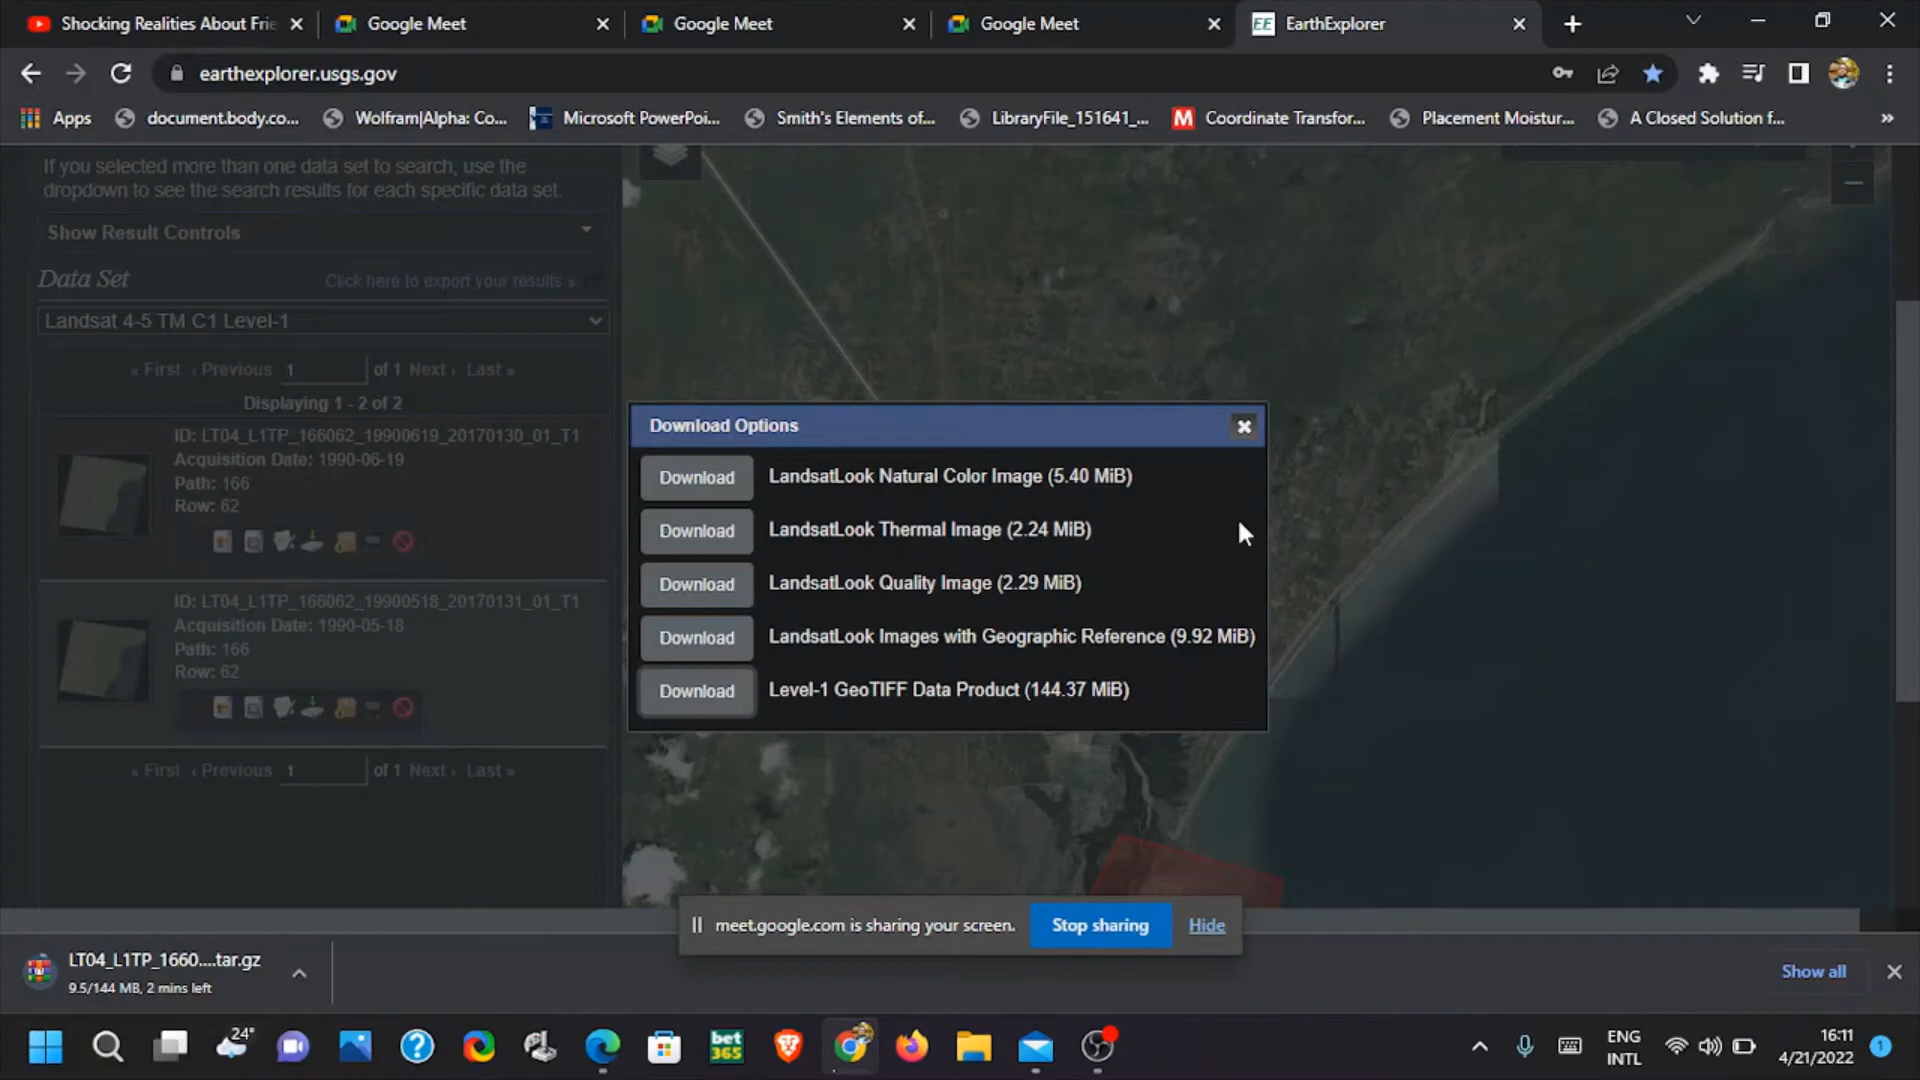 Shocking Realities About Frie
Google Meet
Google Meet
Google Meet
EE EarthExplorer
earthexplorer.usgs.gov
Apps
document.body.co...
Wolfram|Alpha: Co...
Microsoft PowerPoi...
Smith's Elements of...
LibraryFile_151641_...
M Coordinate Transfor...
Placement Moistur...
A Closed Solution f...
»
If you selected more than one data set to search, use the
dropdown to see the search results for each specific data set.
Show Result Controls
Data Set
Click here to export your results »
Landsat 4-5 TM C1 Level-1
« First ‹ Previous 1 of 1 Next › Last »
Displaying 1 - 2 of 2
ID: LT04_L1TP_166062_19900619_20170130_01_T1
Acquisition Date: 1990-06-19
Path: 166
Row: 62
ID: LT04_L1TP_166062_19900518_20170131_01_T1
Acquisition Date: 1990-05-18
Path: 166
Row: 62
« First ‹ Previous 1 of 1 Next › Last »
Download Options
Download LandsatLook Natural Color Image (5.40 MiB)
Download LandsatLook Thermal Image (2.24 MiB)
Download LandsatLook Quality Image (2.29 MiB)
Download LandsatLook Images with Geographic Reference (9.92 MiB)
Download Level-1 GeoTIFF Data Product (144.37 MiB)
meet.google.com is sharing your screen.
Stop sharing
Hide
LT04_L1TP_1660....tar.gz
9.5/144 MB, 2 mins left
Show all
24°
bet
365
ENG
INTL
16:11
4/21/2022
1